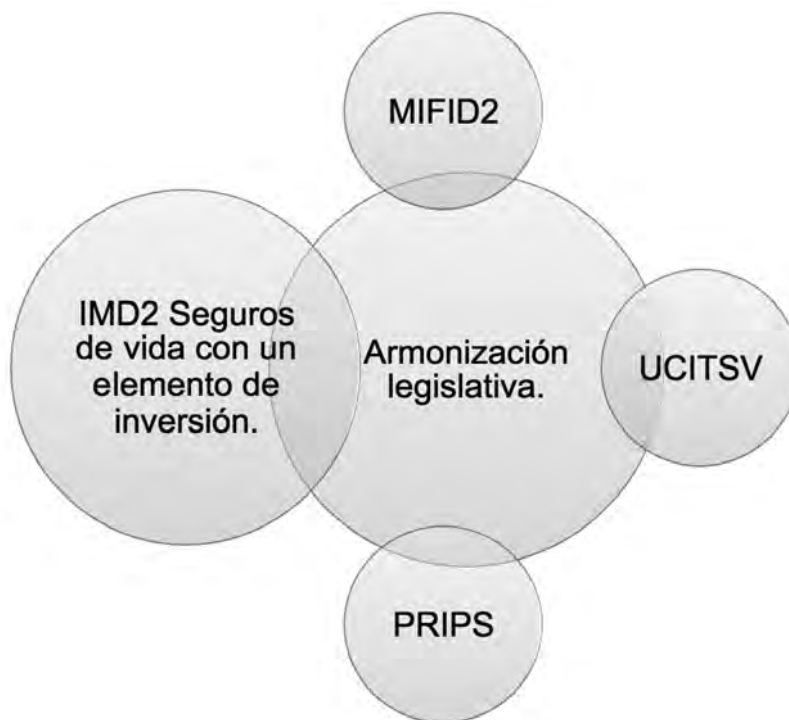 MIFID2
IMD2 Seguros
de vida con un
elemento de
inversión.
Armonización
legislativa.
UCITSV
PRIPS